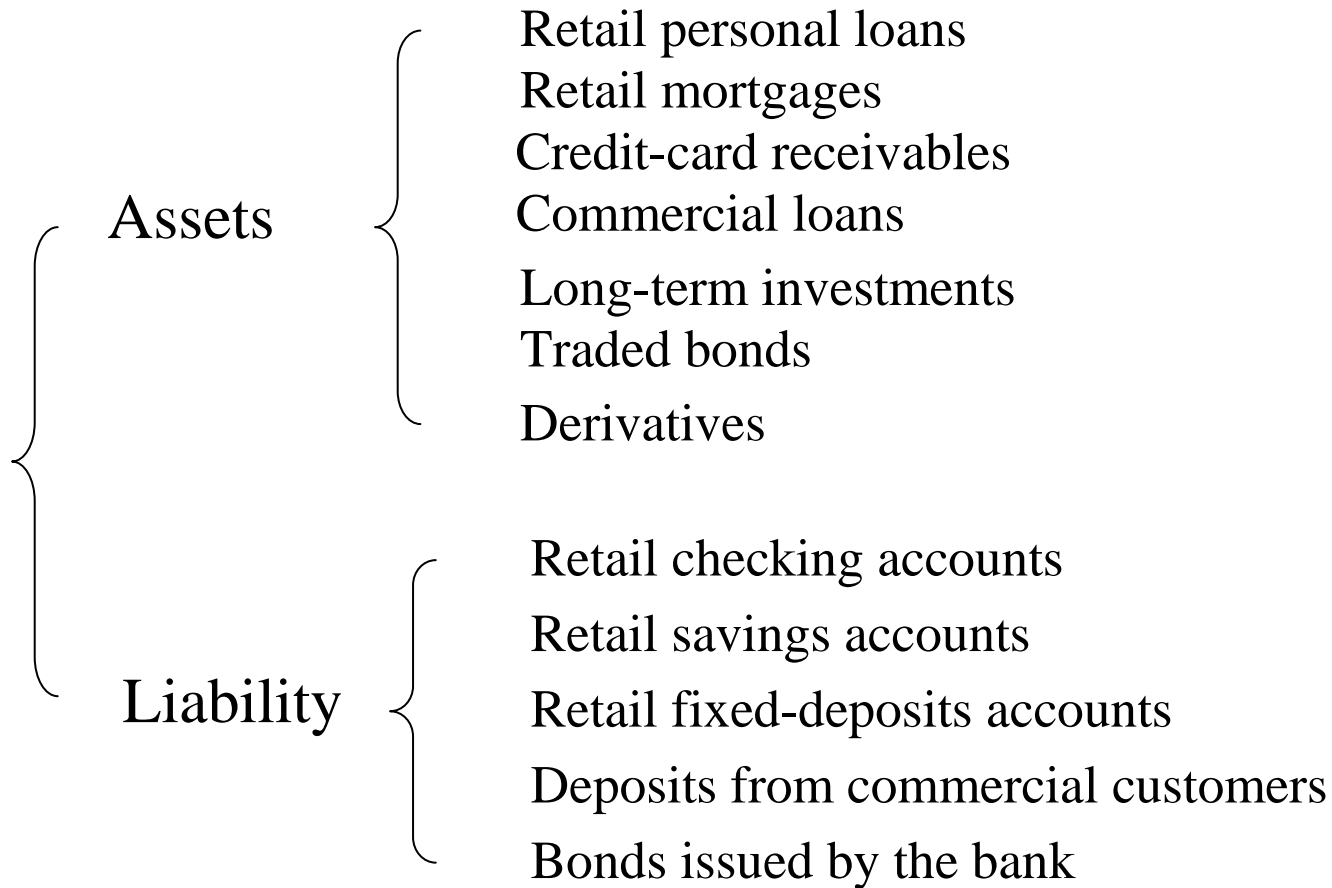 Assets
Retail personal loans
Retail mortgages
Credit-card receivables
Commercial loans
Long-term investments
Traded bonds
Derivatives
Liability
Retail checking accounts
Retail savings accounts
Retail fixed-deposits accounts
Deposits from commercial customers
Bonds issued by the bank